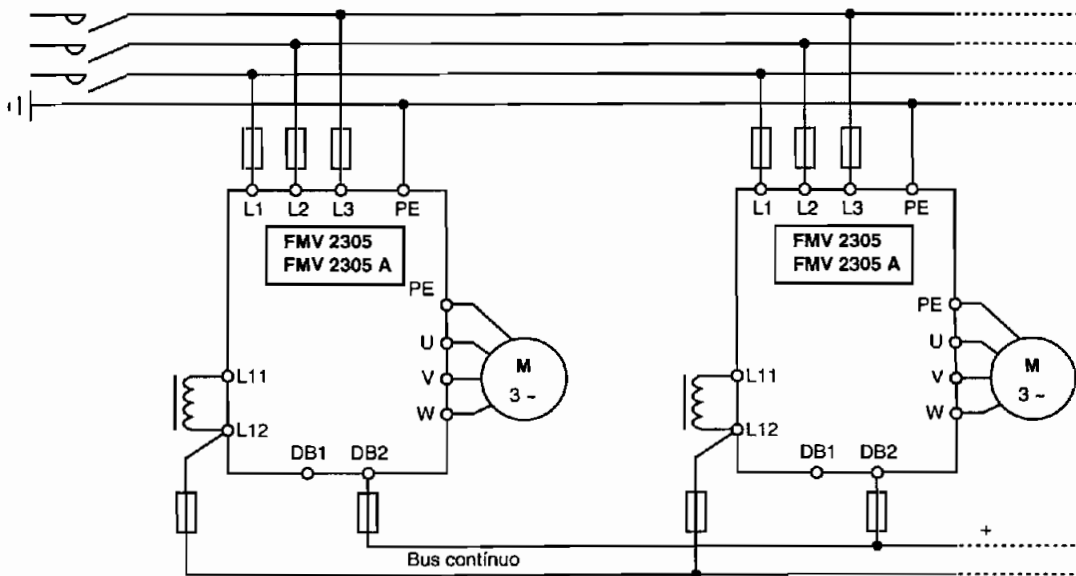 L1 L2 L3 PE
FMV 2305
FMV 2305 A
PE
U
V
W
M
3 ~
L11
L12
DB1 DB2
L1 L2 L3 PE
FMV 2305
FMV 2305 A
PE
U
V
W
M
3 ~
L11
L12
DB1 DB2
+
Bus contínuo